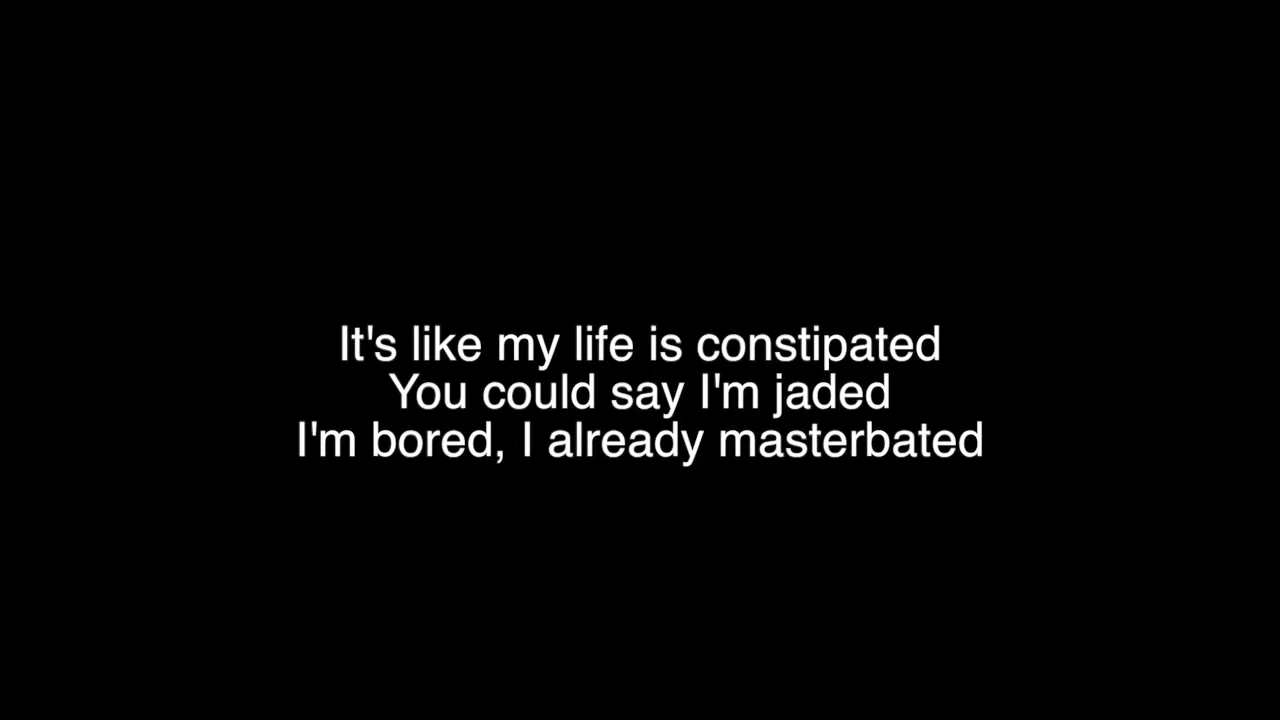 It's like my life is constipated
You could say I'm jaded
I'm bored, I already masterbated